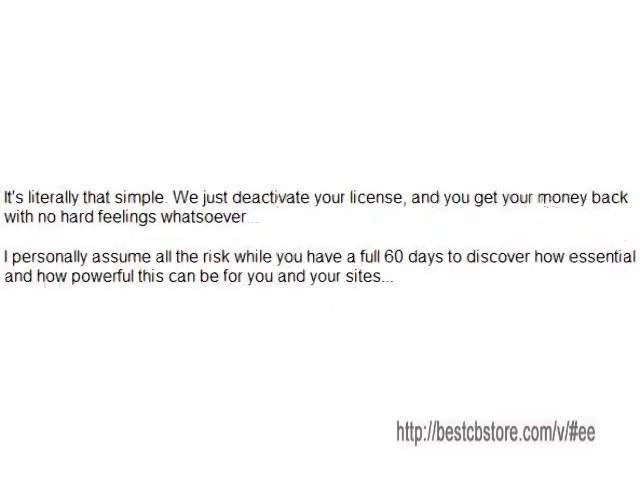 It's literally that simple. We just deactivate your license, and you get your money back
with no hard feelings whatsoever...
I personally assume all the risk while you have a full 60 days to discover how essential
and how powerful this can be for you and your sites...
http://bestcbstore.com/v/#ee